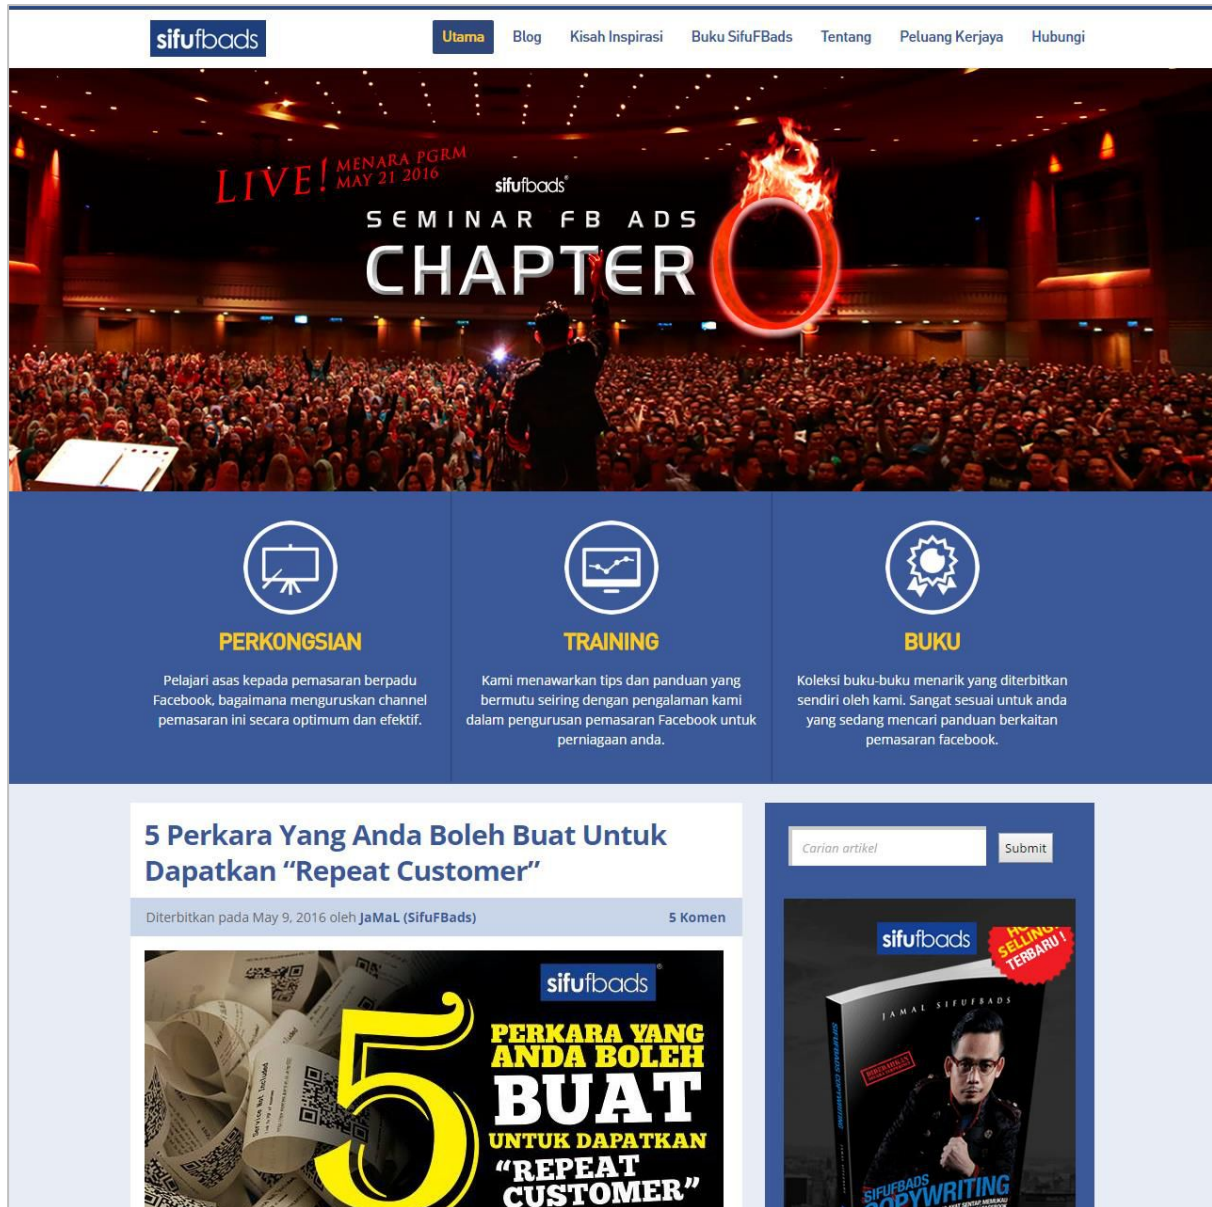 sifufbads
Utama Blog Kisah Inspirasi Buku SifuFBads Tentang Peluang Kerjaya Hubungi
LIVE! MENARA PGRM
MAY 21 2016
sifufbads
SEMINAR FB ADS
CHAPTER O
PERKONGSIAN
Pelajari asas kepada pemasaran berpadu
Facebook, bagaimana menguruskan channel
pemasaran ini secara optimum dan efektif.
TRAINING
Kami menawarkan tips dan panduan yang
bermutu seiring dengan pengalaman kami
dalam pengurusan pemasaran Facebook untuk
perniagaan anda.
BUKU
Koleksi buku-buku menarik yang diterbitkan
sendiri oleh kami. Sangat sesuai untuk anda
yang sedang mencari panduan berkaitan
pemasaran facebook.
5 Perkara Yang Anda Boleh Buat Untuk
Dapatkan “Repeat Customer”
Diterbitkan pada May 9, 2016 oleh JaMaL (SifuFBads) 5 Komen
sifufbads®
5
PERKARA YANG
ANDA BOLEH
BUAT
UNTUK DAPATKAN
“REPEAT
CUSTOMER”
Service Not Included
Carian artikel Submit
sifufbads
SELLING
TERBARU !
JAMAL SIFUFBADS
SIFUFBADS COPYWRITING
SIFUFBADS
COPYWRITING